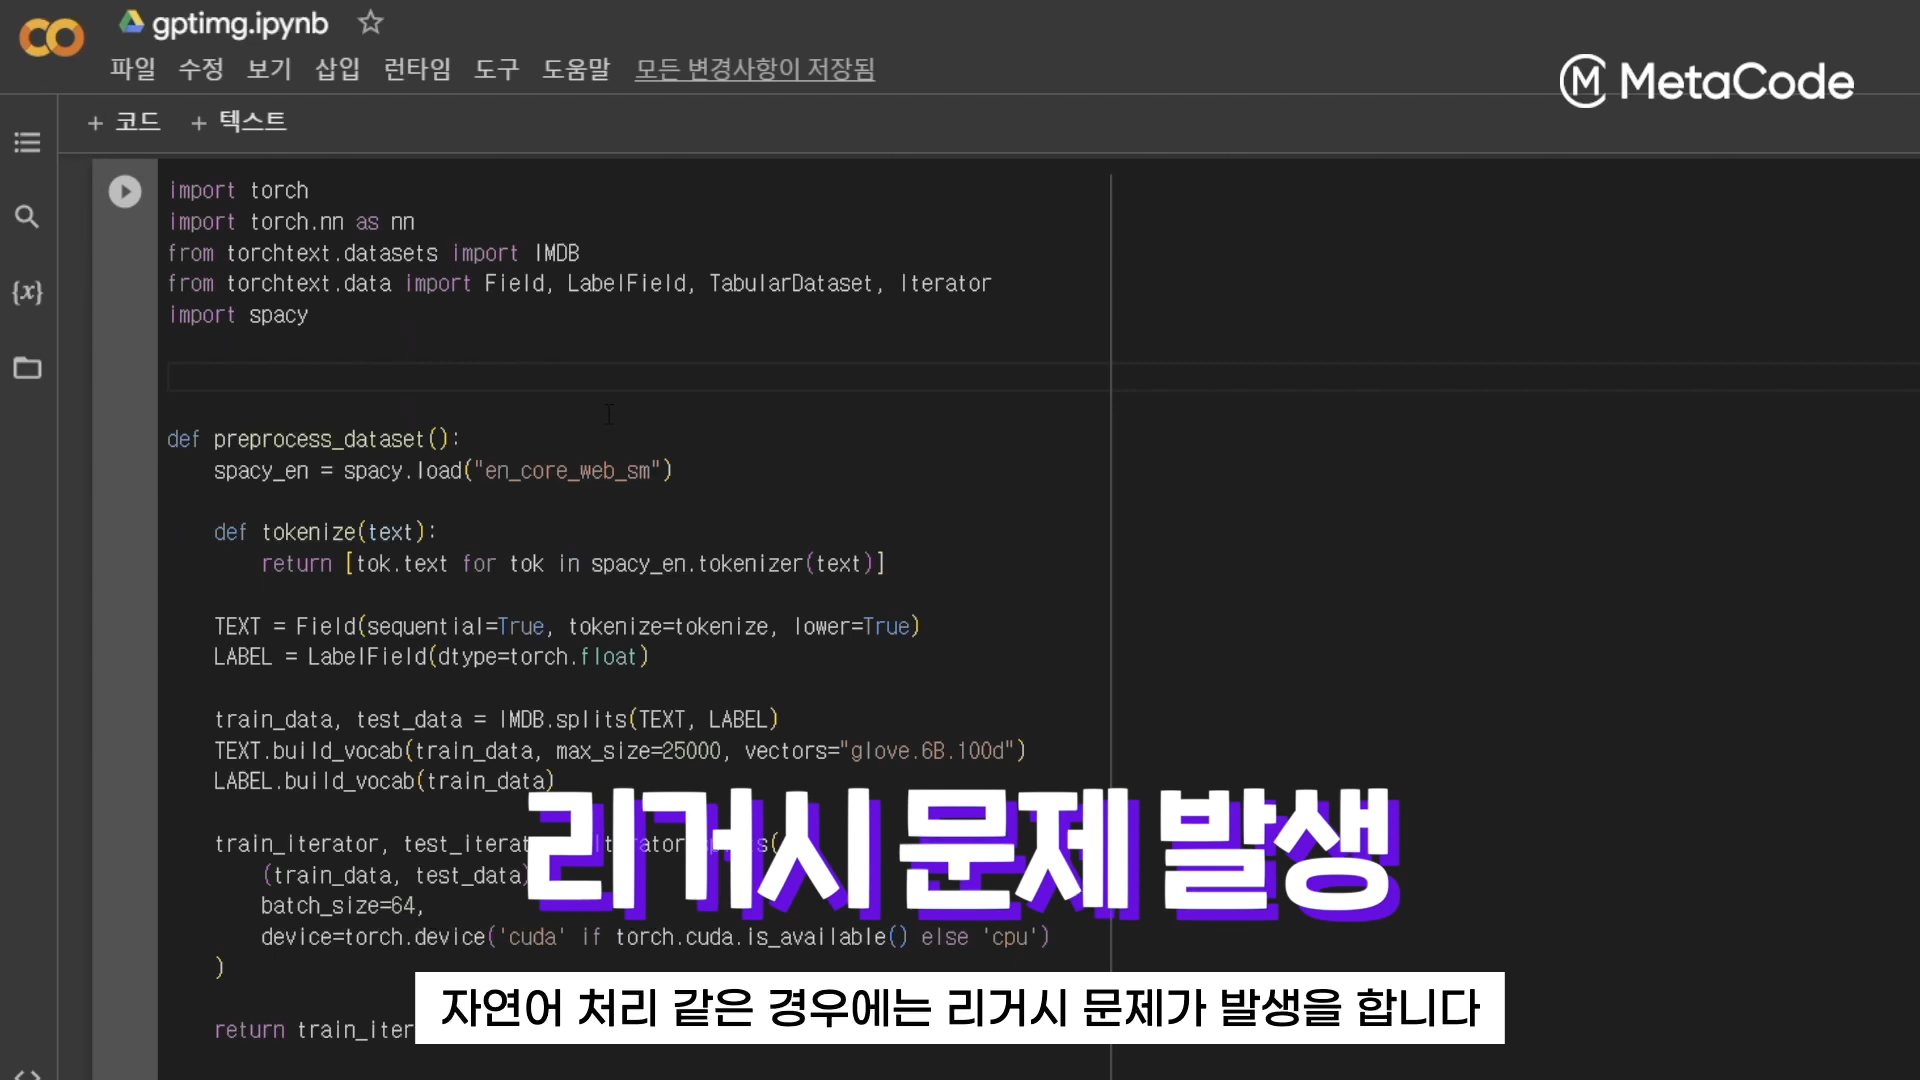 gptimg.ipynb
파일 수정 보기 삽입 런타임 도구 도움말 모든 변경사항이 저장됨
MetaCode
+ 코드 + 텍스트
{x}
import torch
import torch.nn as nn
from torchtext.datasets import IMDB
from torchtext.data import Field, LabelField, TabularDataset, Iterator
import spacy
def preprocess_dataset():
spacy_en = spacy.load("en_core_web_sm")
def tokenize(text):
return [tok.text for tok in spacy_en.tokenizer(text)]
TEXT = Field(sequential=True, tokenize=tokenize, lower=True)
LABEL = LabelField(dtype=torch.float)
train_data, test_data = IMDB.splits(TEXT, LABEL)
TEXT.build_vocab(train_data, max_size=25000, vectors="glove.6B.100d")
LABEL.build_vocab(train_data)
train_iterator,
(train_data, test_data)
batch_size=64,
device=torch.device('cuda' if torch.cuda.is_available() else 'cpu')
)
return
리거시 문제 발생
자연어 처리 같은 경우에는 리거시 문제가 발생을 합니다